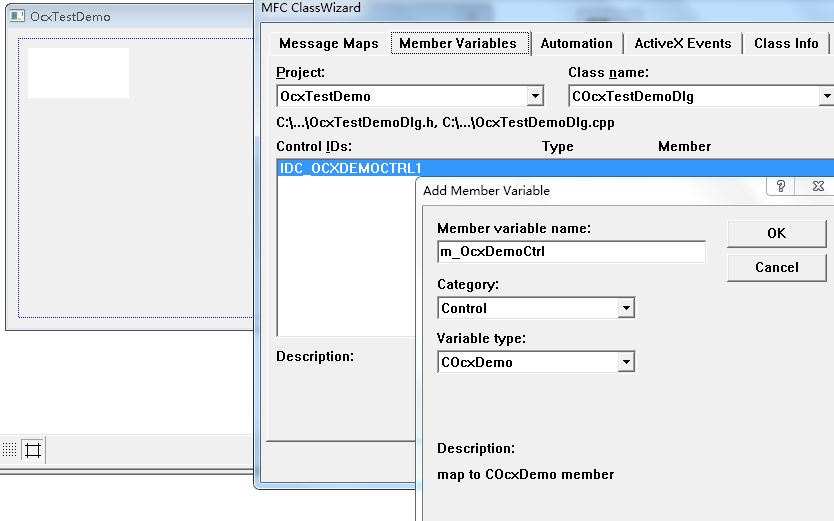 OcxTestDemo
MFC ClassWizard
Message Maps
Member Variables
Automation
ActiveX Events
Class Info
Project:
Class name:
OcxTestDemo
COcxTestDemoDlg
C:\...\OcxTestDemoDlg.h, C:\...\OcxTestDemoDlg.cpp
Control IDs:
Type
Member
IDC_OCXDEMOCTRL1
Add Member Variable
?
Member variable name:
OK
m_OcxDemoCtrl
Cancel
Category:
Control
Variable type:
Description:
COcxDemo
Description:
map to COcxDemo member